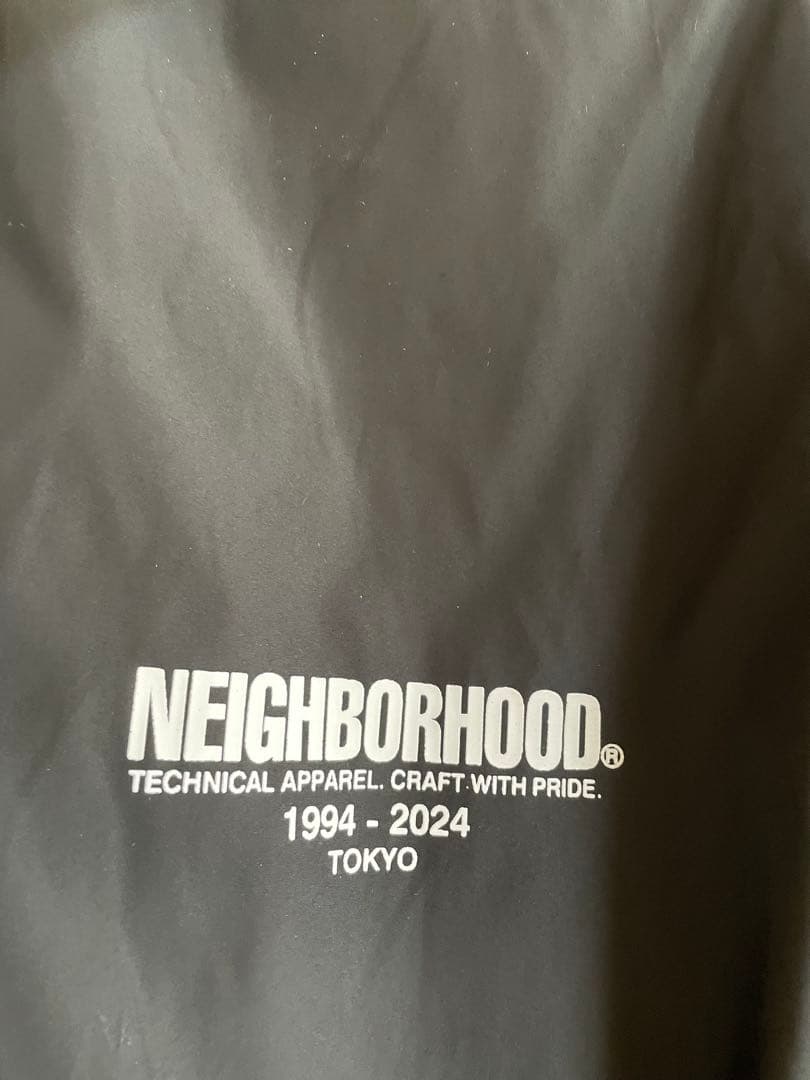 NEIGHBORHOOD®
TECHNICAL APPAREL. CRAFT WITH PRIDE.
1994 - 2024
TOKYO